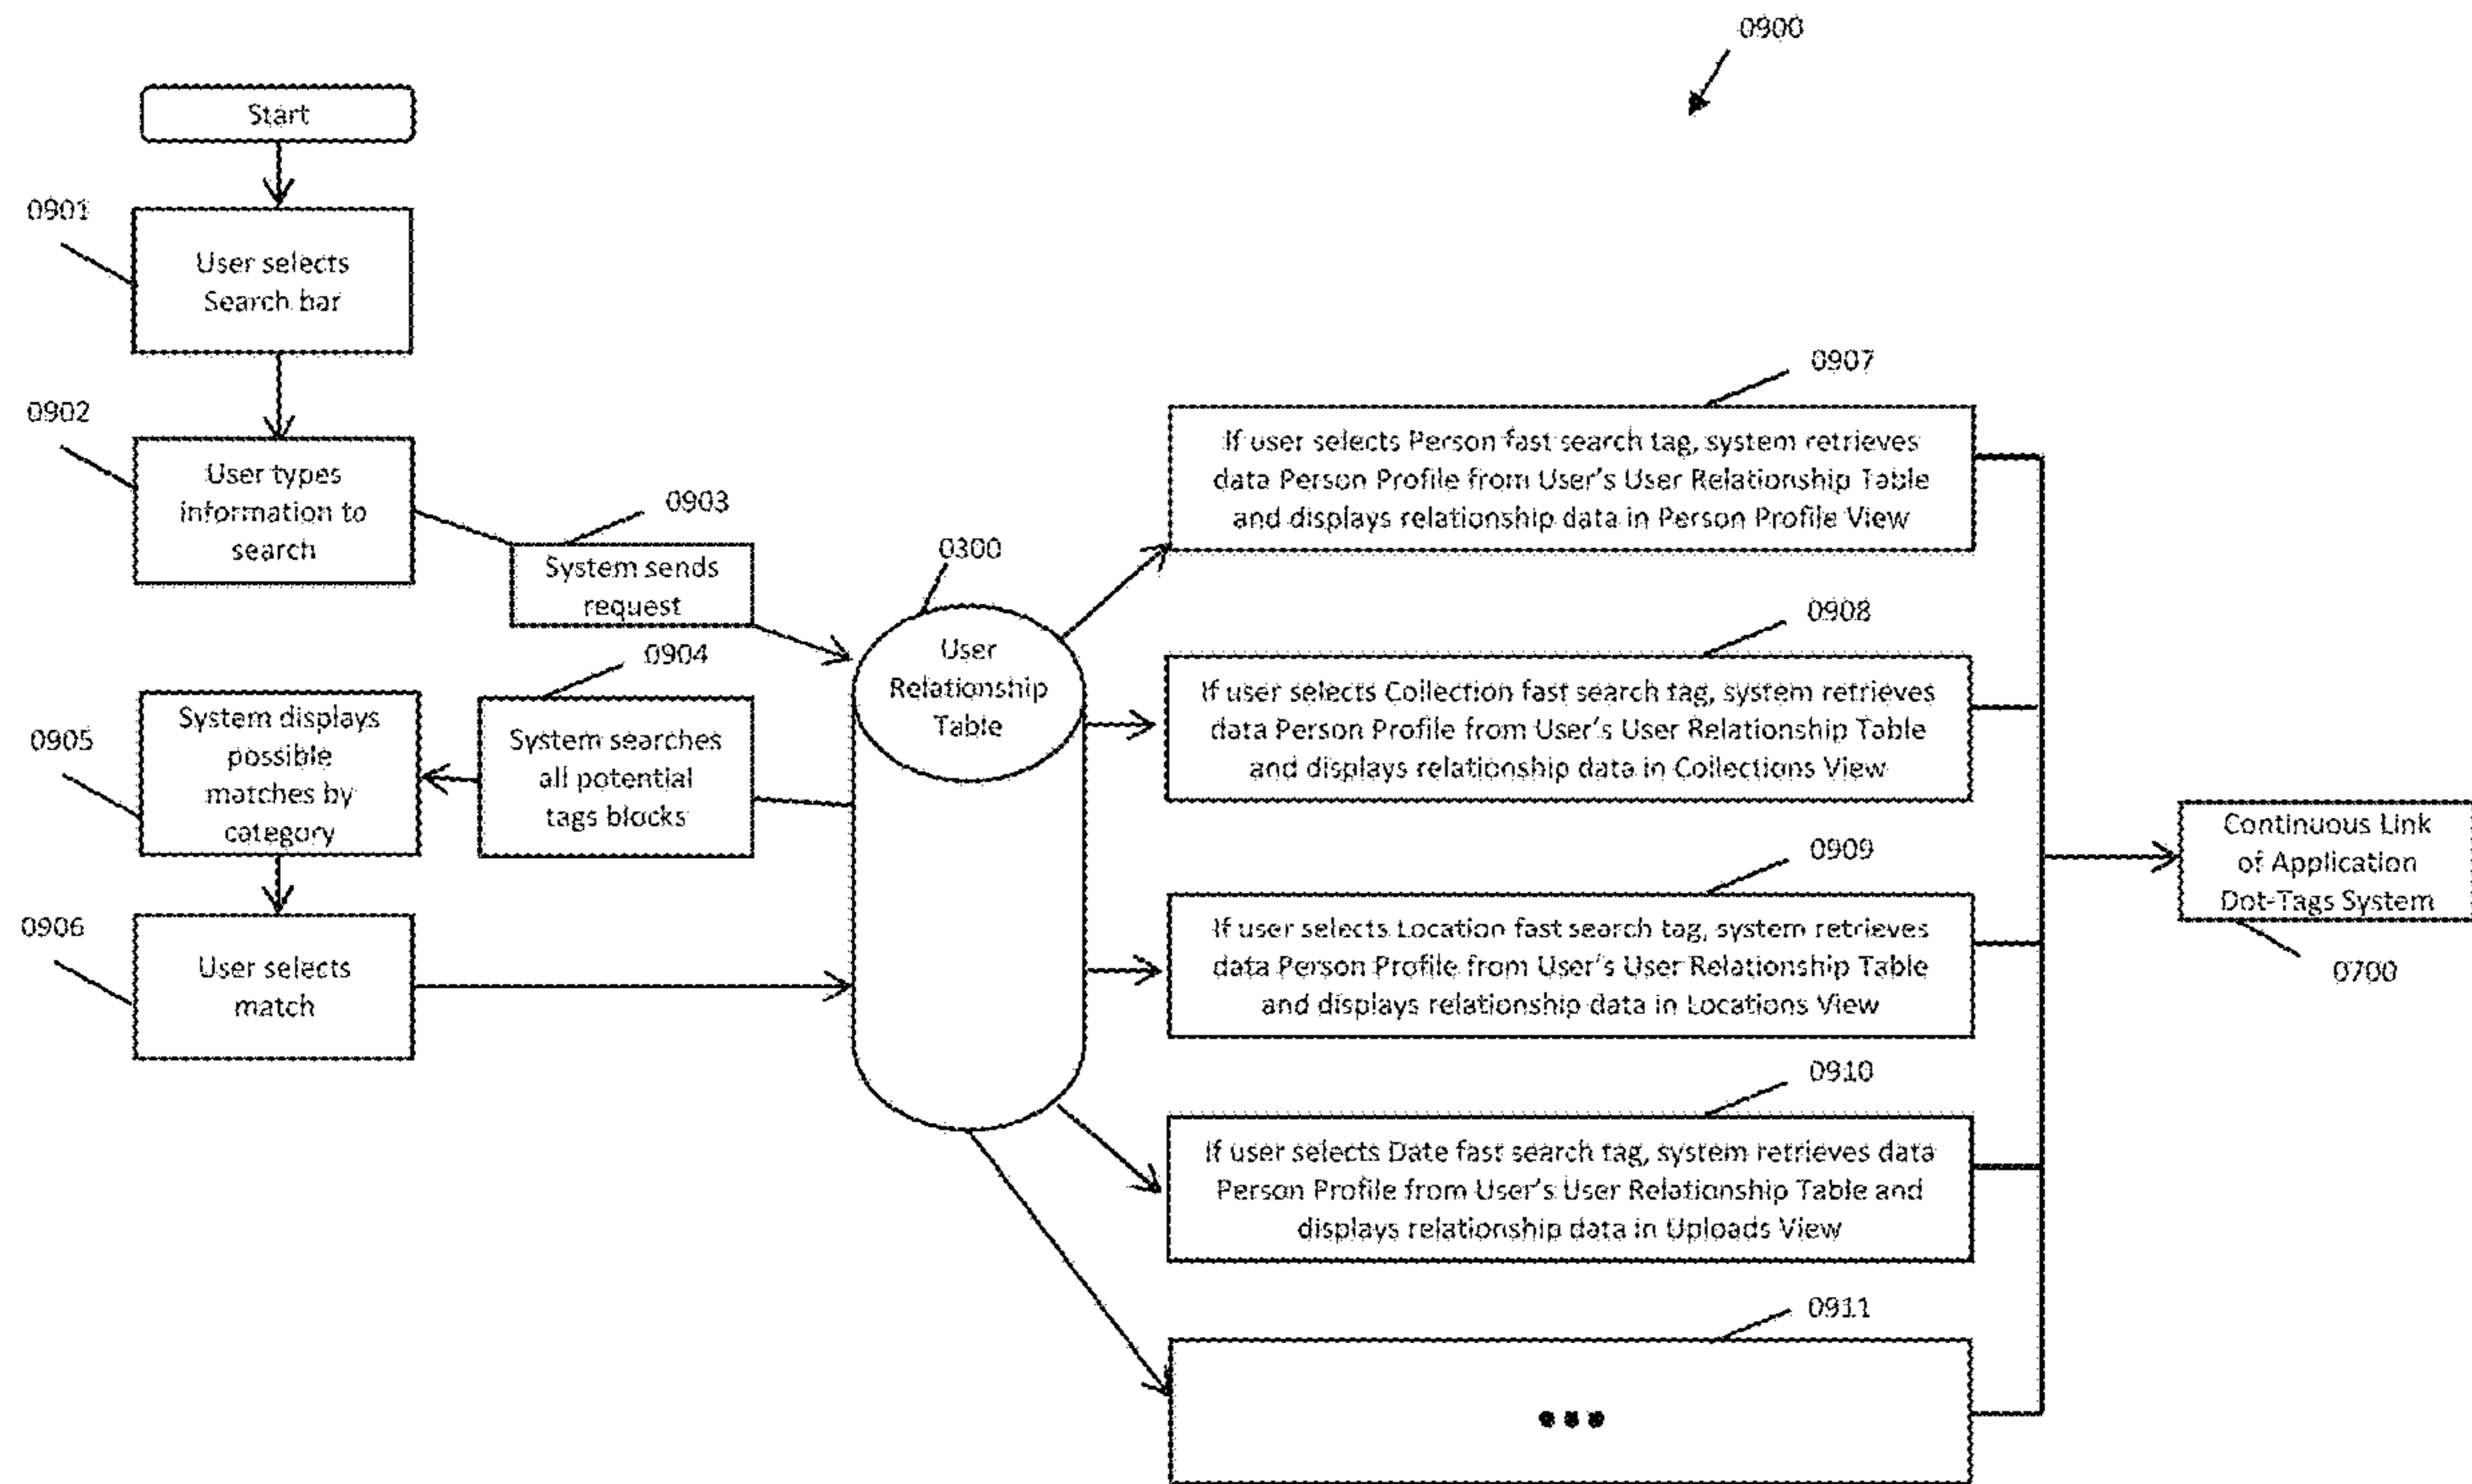 0900
Start
0901
User selects
Search bar
0902
User types
information to
search
0903
System sends
request
0300
User
Relationship
Table
0904
System searches
all potential
tags blocks
0905
System displays
possible
matches by
category
0906
User selects
match
0907
If user selects Person fast search tag, system retrieves
data Person Profile from User's User Relationship Table
and displays relationship data in Person Profile View
0908
If user selects Collection fast search tag, system retrieves
data Person Profile from User's User Relationship Table
and displays relationship data in Collections View
0909
If user selects Location fast search tag, system retrieves
data Person Profile from User's User Relationship Table
and displays relationship data in Locations View
0910
If user selects Date fast search tag, system retrieves data
Person Profile from User's User Relationship Table and
displays relationship data in Uploads View
0911
•••
Continuous Link
of Application
Dot-Tags System
0700